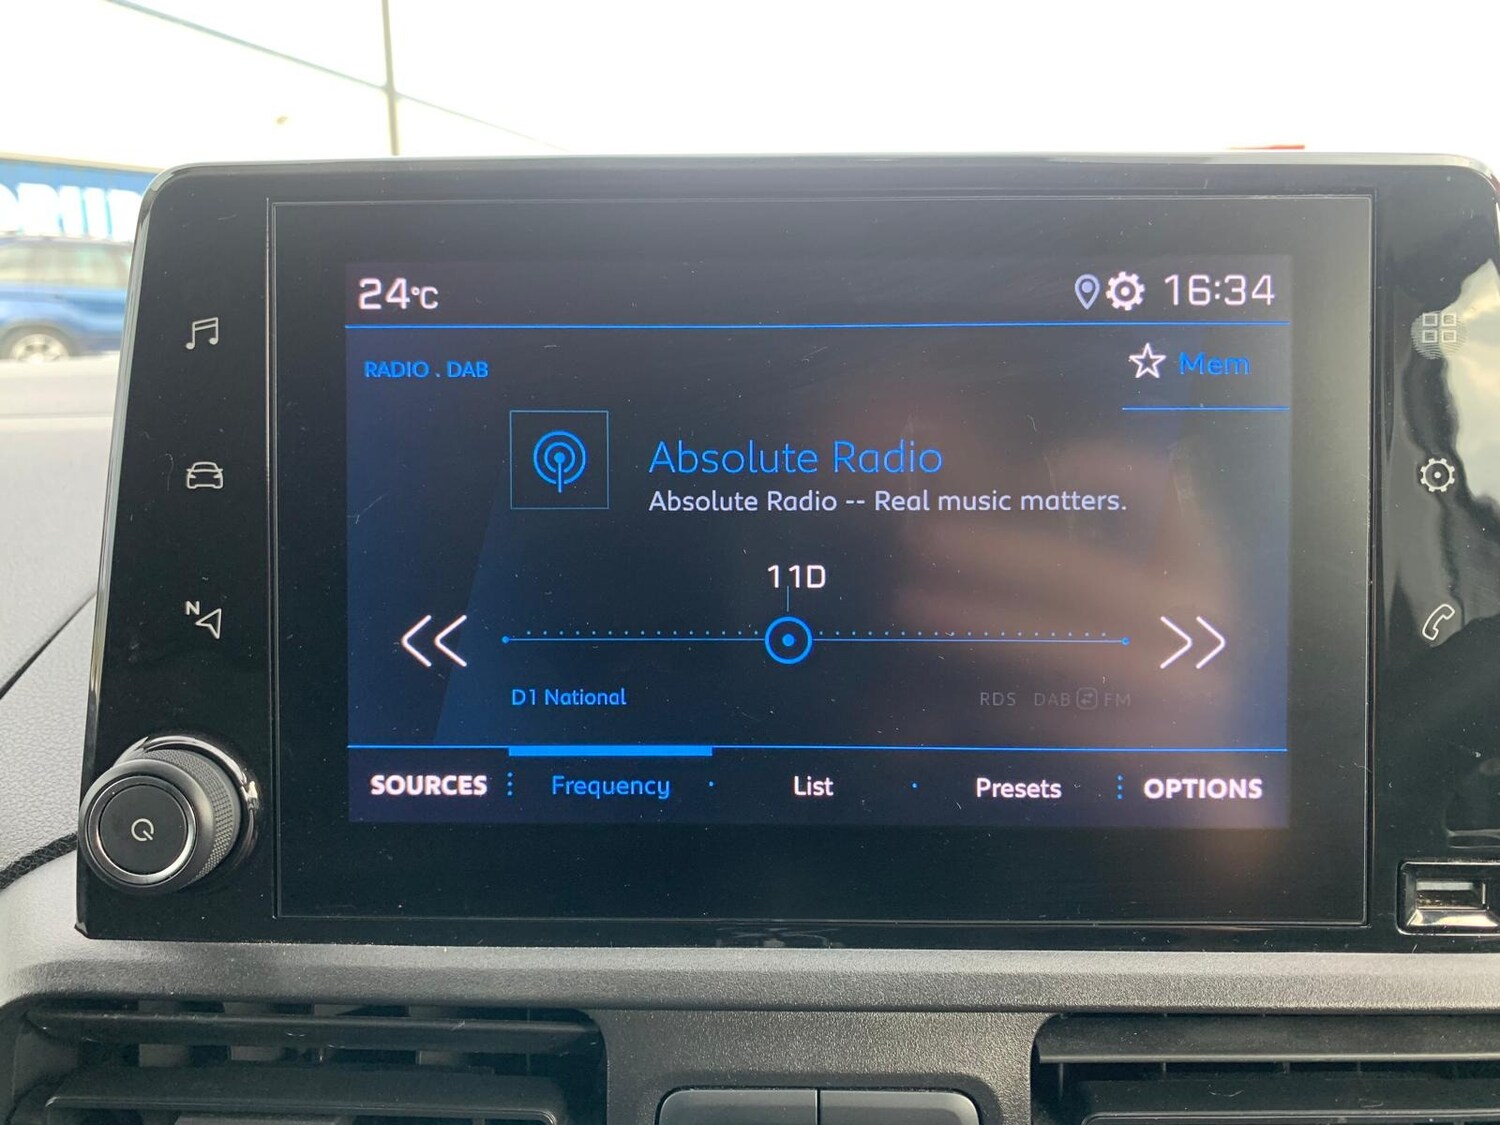 24°C
16:34
RADIO . DAB
Mem
Absolute Radio
Absolute Radio -- Real music matters.
11D
N
D1 National
RDS DAB FM
SOURCES Frequency List Presets OPTIONS